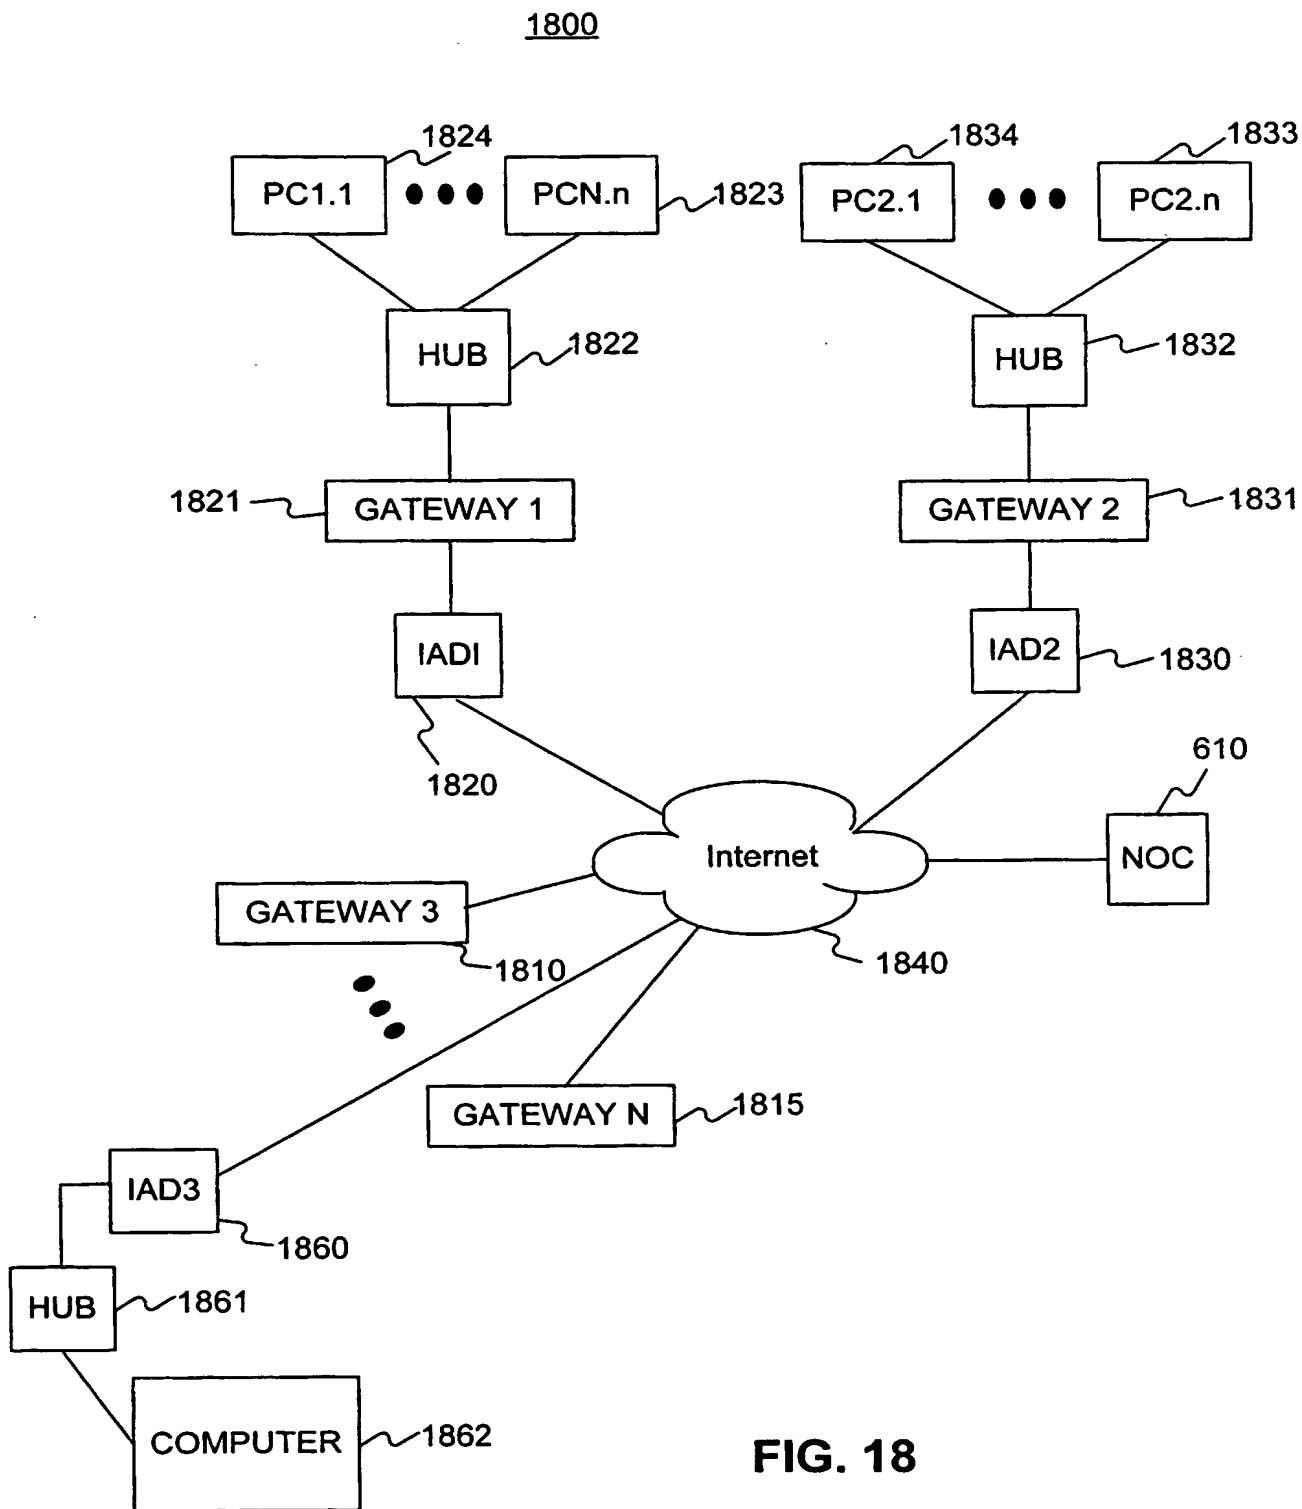 1800
1824
1834
1833
PC1.1
PCN.n
1823
PC2.1
PC2.n
HUB
1822
HUB
1832
1821
GATEWAY 1
GATEWAY 2
1831
IADI
IAD2
1830
1820
610
Internet
NOC
GATEWAY 3
1810
1840
GATEWAY N
1815
IAD3
1860
HUB
1861
COMPUTER
1862
FIG. 18